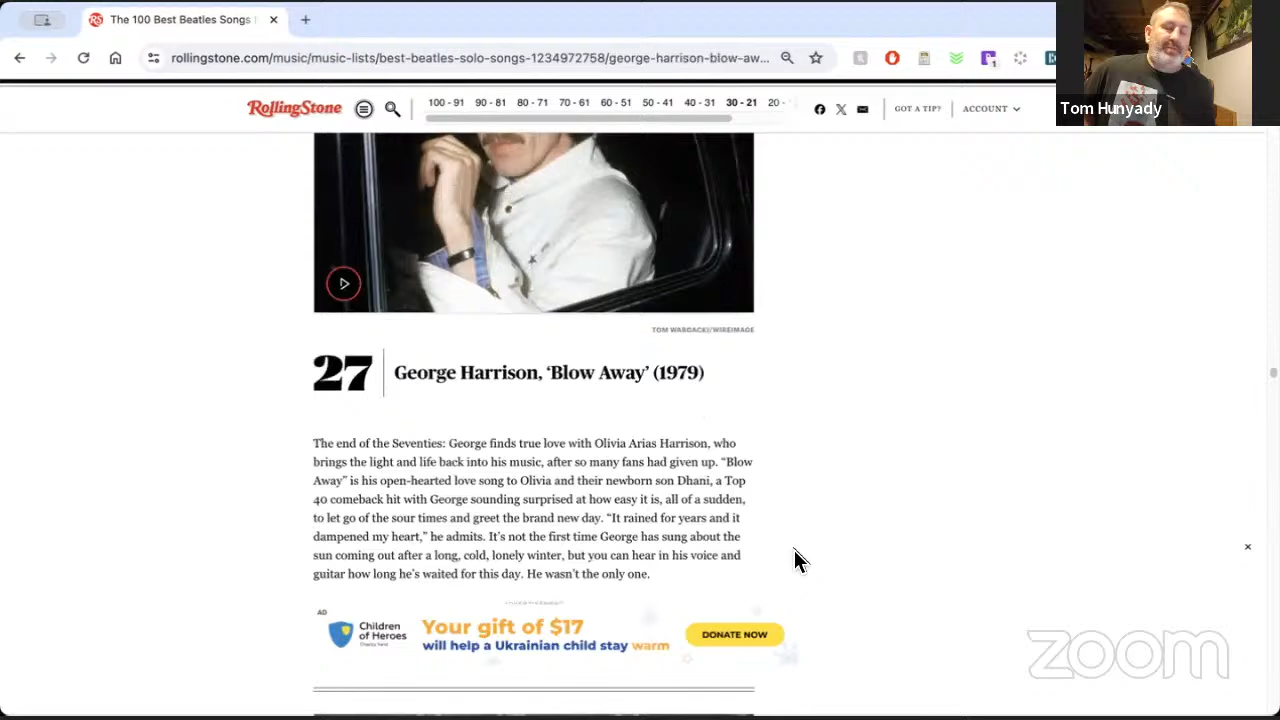 The 100 Best Beatles Songs
rollingstone.com/music/music-lists/best-beatles-solo-songs-1234972758/george-harrison-blow-aw...
Tom Hunyady
RollingStone
100 - 91 90 - 81 80 - 71 70 - 61 60 - 51 50 - 41 40 - 31 30 - 21 20 -
GOT A TIP?
ACCOUNT
27
George Harrison, ‘Blow Away’ (1979)
The end of the Seventies: George finds true love with Olivia Arias Harrison, who
brings the light and life back into his music, after so many fans had given up. “Blow
Away” is his open-hearted love song to Olivia and their newborn son Dhani, a Top
40 comeback hit with George sounding surprised at how easy it is, all of a sudden,
to let go of the sour times and greet the brand new day. “It rained for years and it
dampened my heart,” he admits. It’s not the first time George has sung about the
sun coming out after a long, cold, lonely winter, but you can hear in his voice and
guitar how long he’s waited for this day. He wasn’t the only one.
AD
Children
of Heroes
Your gift of $17
will help a Ukrainian child stay warm
DONATE NOW
zoom